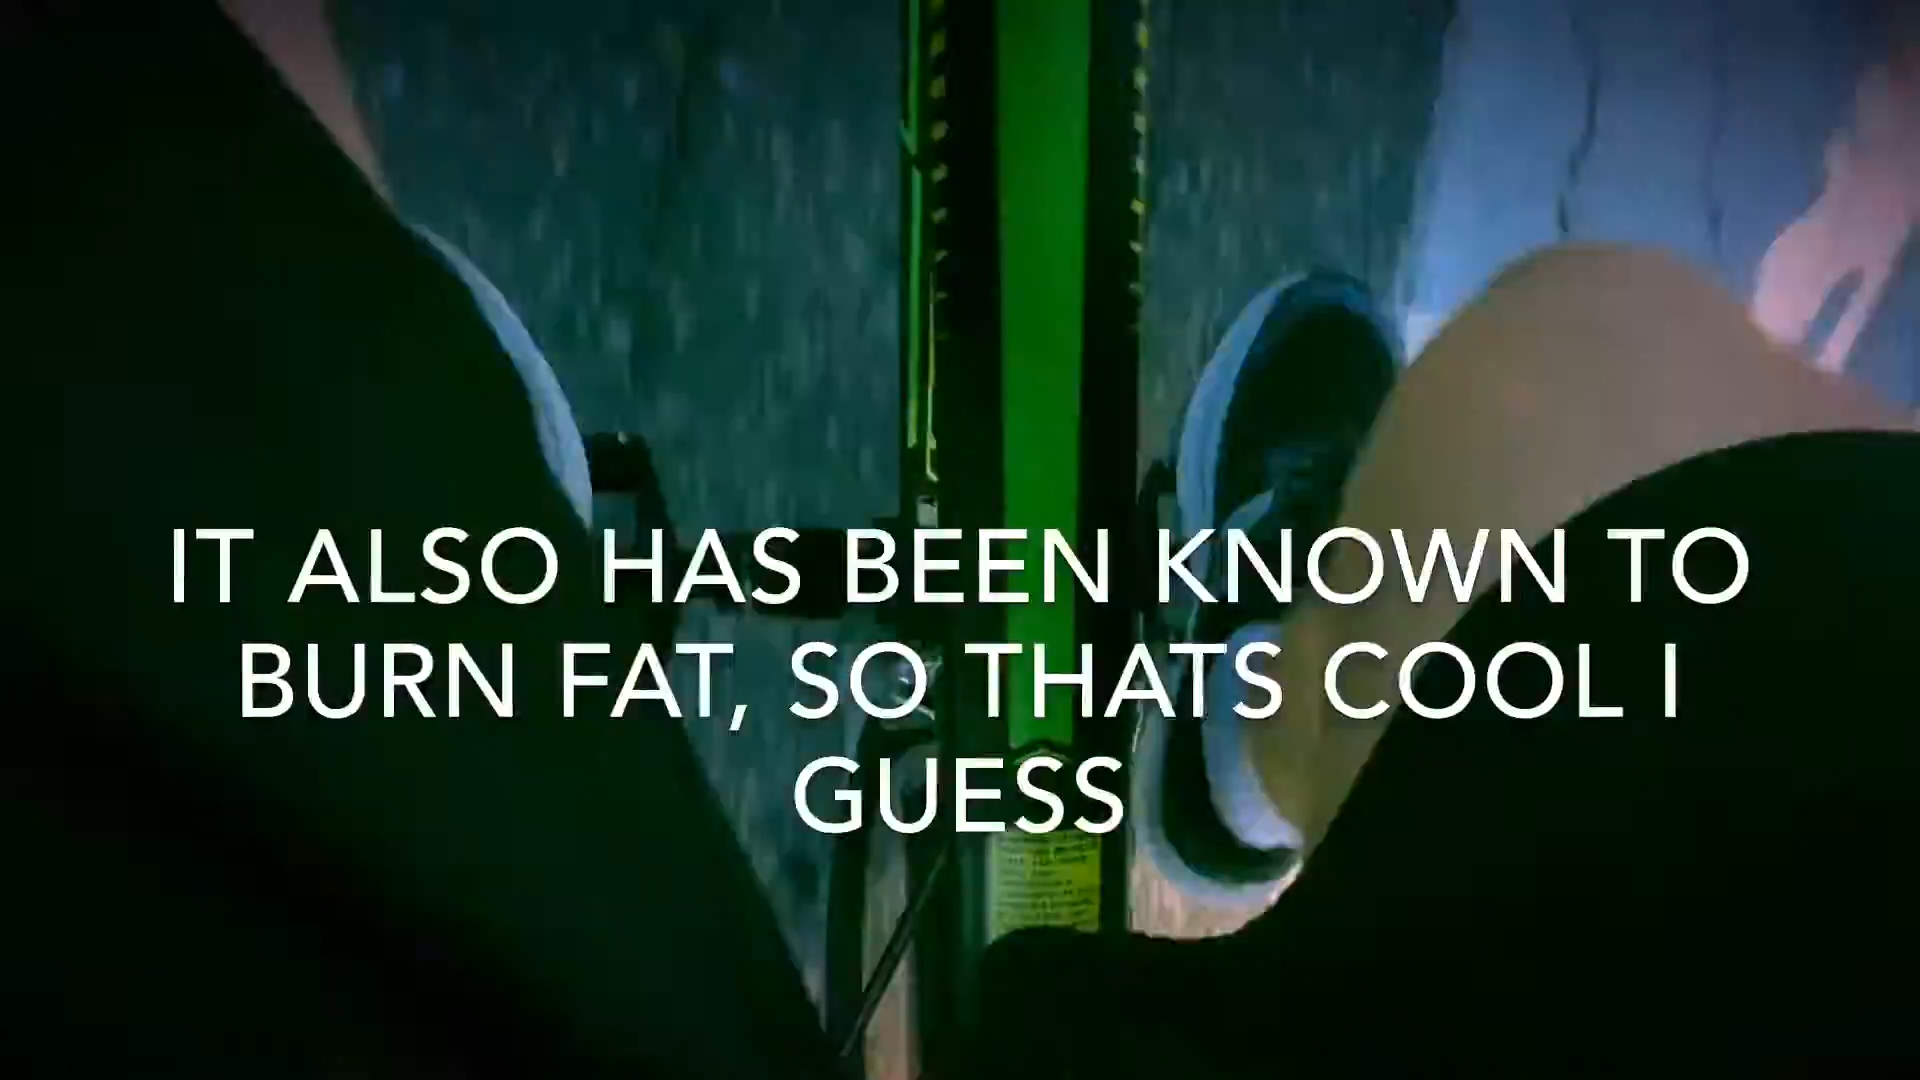 IT ALSO HAS BEEN KNOWN TO
BURN FAT, SO THATS COOL I
GUESS